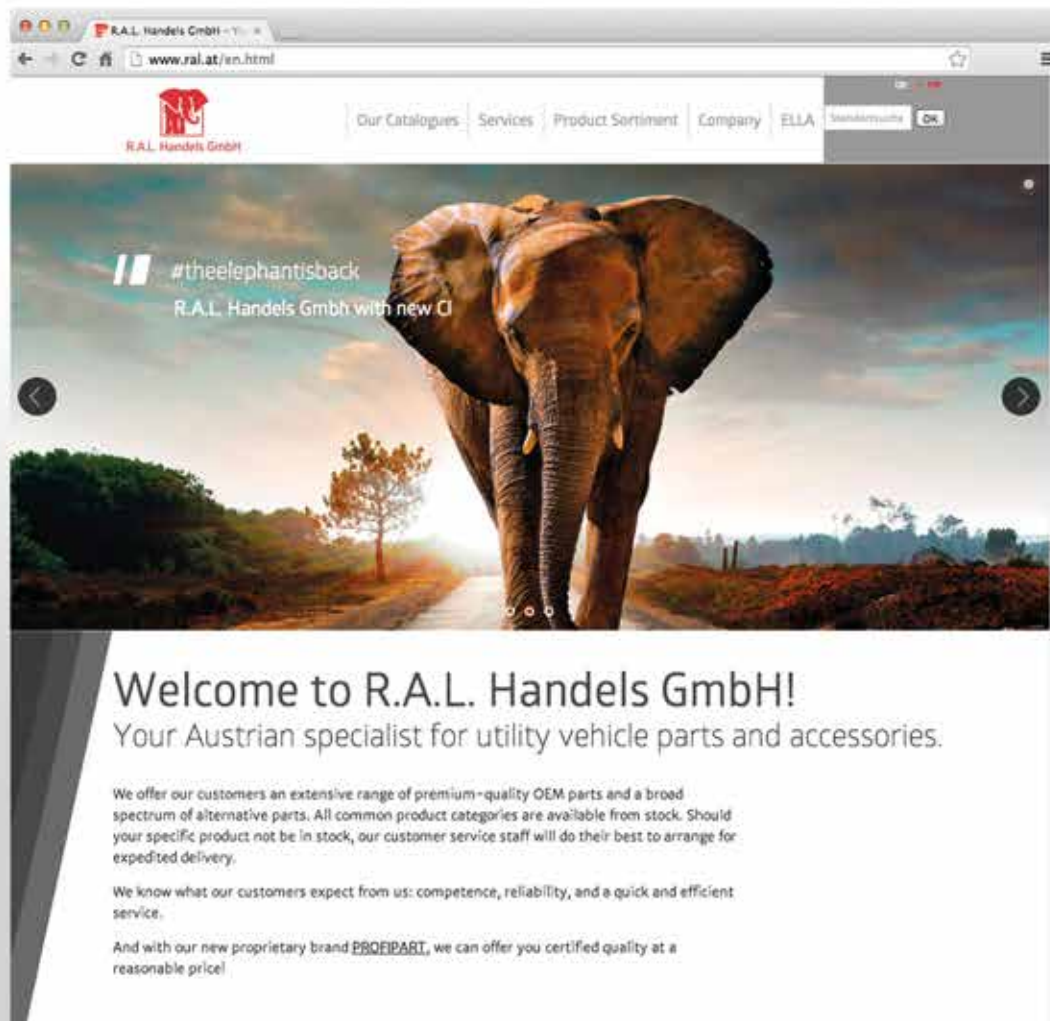 R.A.L. Handels GmbH -
www.ral.at/en.html
R.A.L. Handels GmbH
Our Catalogues
Services
Product Sortiment
Company
ELLA
OK
#theelephantisback
R.A.L. Handels Gmbh with new CI
Welcome to R.A.L. Handels GmbH!
Your Austrian specialist for utility vehicle parts and accessories.
We offer our customers an extensive range of premium-quality OEM parts and a broad
spectrum of alternative parts. All common product categories are available from stock. Should
your specific product not be in stock, our customer service staff will do their best to arrange for
expedited delivery.
We know what our customers expect from us: competence, reliability, and a quick and efficient
service.
And with our new proprietary brand PROFIPART, we can offer you certified quality at a
reasonable price!